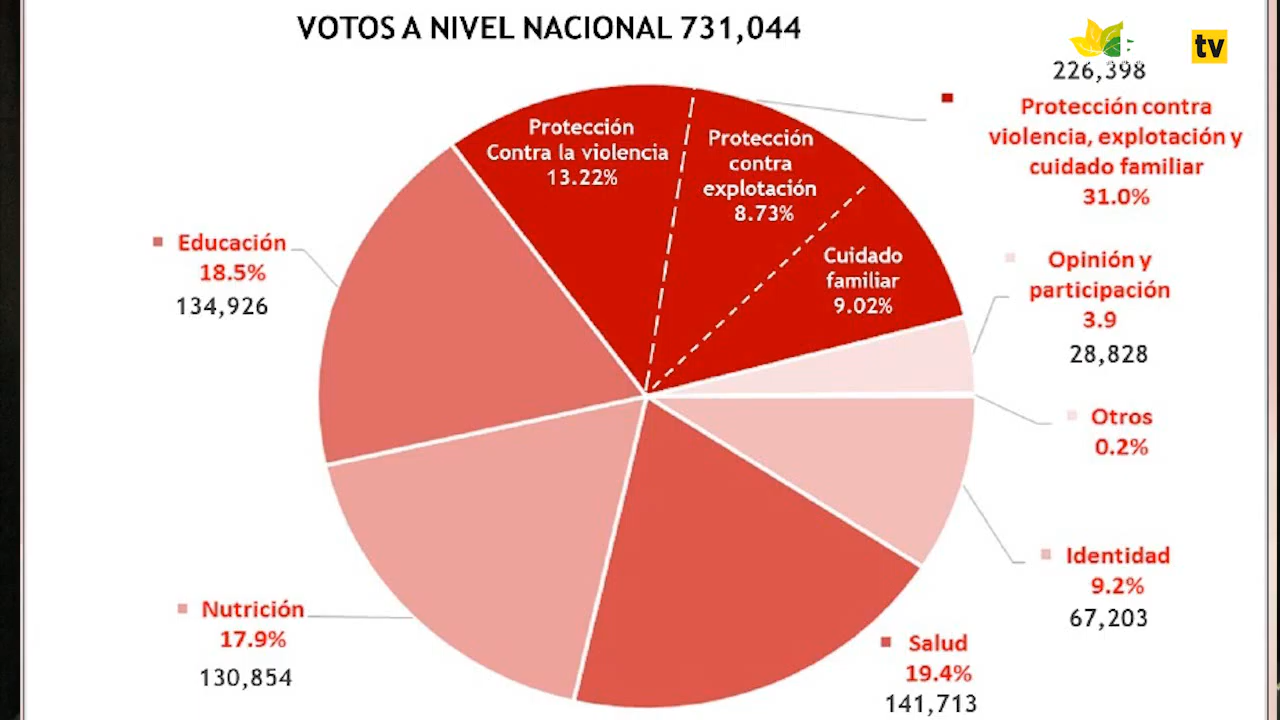 VOTOS A NIVEL NACIONAL 731,044
tv
226,398
Protección contra
violencia, explotación y
cuidado familiar
31.0%
Protección
Contra la violencia
13.22%
Protección
contra
explotación
8.73%
Cuidado
familiar
9.02%
Educación
18.5%
134,926
Opinión y
participación
3.9
28,828
Otros
0.2%
Identidad
9.2%
67,203
Nutrición
17.9%
130,854
Salud
19.4%
141,713